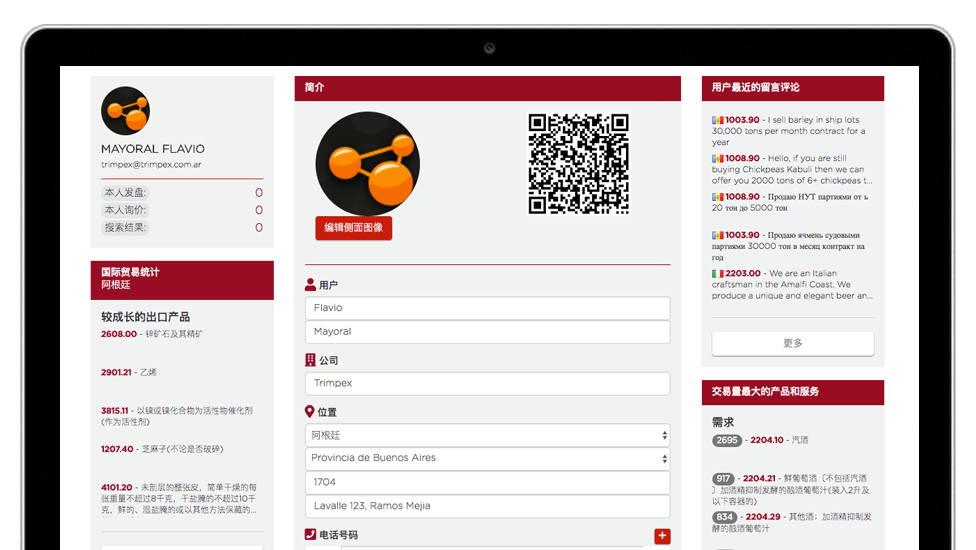 MAYORAL FLAVIO
trimpex@trimpex.com.ar
本人发盘: 0
本人询价: 0
搜索结果: 0
国际贸易统计
阿根廷
较成长的出口产品
2608.00 - 锌矿石及其精矿
2901.21 - 乙烯
3815.11 - 以镍或镍化合物为活性物催化剂
(作为活性剂)
1207.40 - 芝麻子(不论是否破碎)
4101.20 - 未剖层的整张皮，简单干燥的每
张重量不超过8千克，干盐腌的不超过10千
克，鲜的、湿盐腌的或以其他方法保藏的...
简介
编辑侧面图像
用户
Flavio
Mayoral
公司
Trimpex
位置
阿根廷
Provincia de Buenos Aires
1704
Lavalle 123, Ramos Mejia
电话号码
+
用户最近的留言评论
1003.90 - I sell barley in ship lots
30,000 tons per month contract for a
year
1008.90 - Hello, if you are still
buying Chickpeas Kabuli then we can
offer you 2000 tons of 6+ chickpeas t...
1008.90 - Продаю НУТ партиями от ь
20 тон до 5000 тон
1003.90 - Продаю ячмень судовыми
партиями 30000 тон в месяц контракт на
год
2203.00 - We are an Italian
craftsman in the Amalfi Coast. We
produce a unique and elegant beer an...
更多
交易量最大的产品和服务
需求
2695 - 2204.10 - 汽酒
917 - 2204.21 - 鲜葡萄酒〔不包括汽酒
〕加酒精抑制发酵的酿酒葡萄汁(装入2升及
以下容器的)
834 - 2204.29 - 其他酒；加酒精抑制发
酵的酿酒葡萄汁